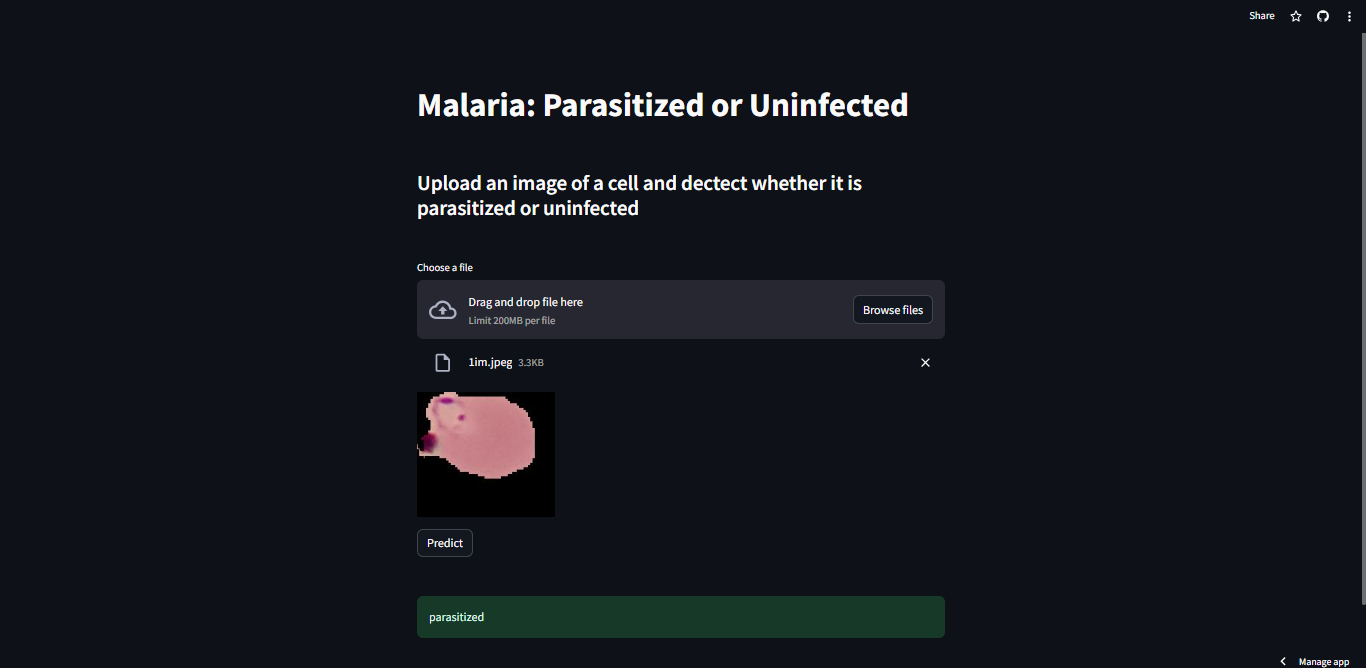 Share
Malaria: Parasitized or Uninfected
Upload an image of a cell and dectect whether it is
parasitized or uninfected
Choose a file
Drag and drop file here
Limit 200MB per file
Browse files
1im.jpeg 3.3KB
Predict
parasitized
Manage app